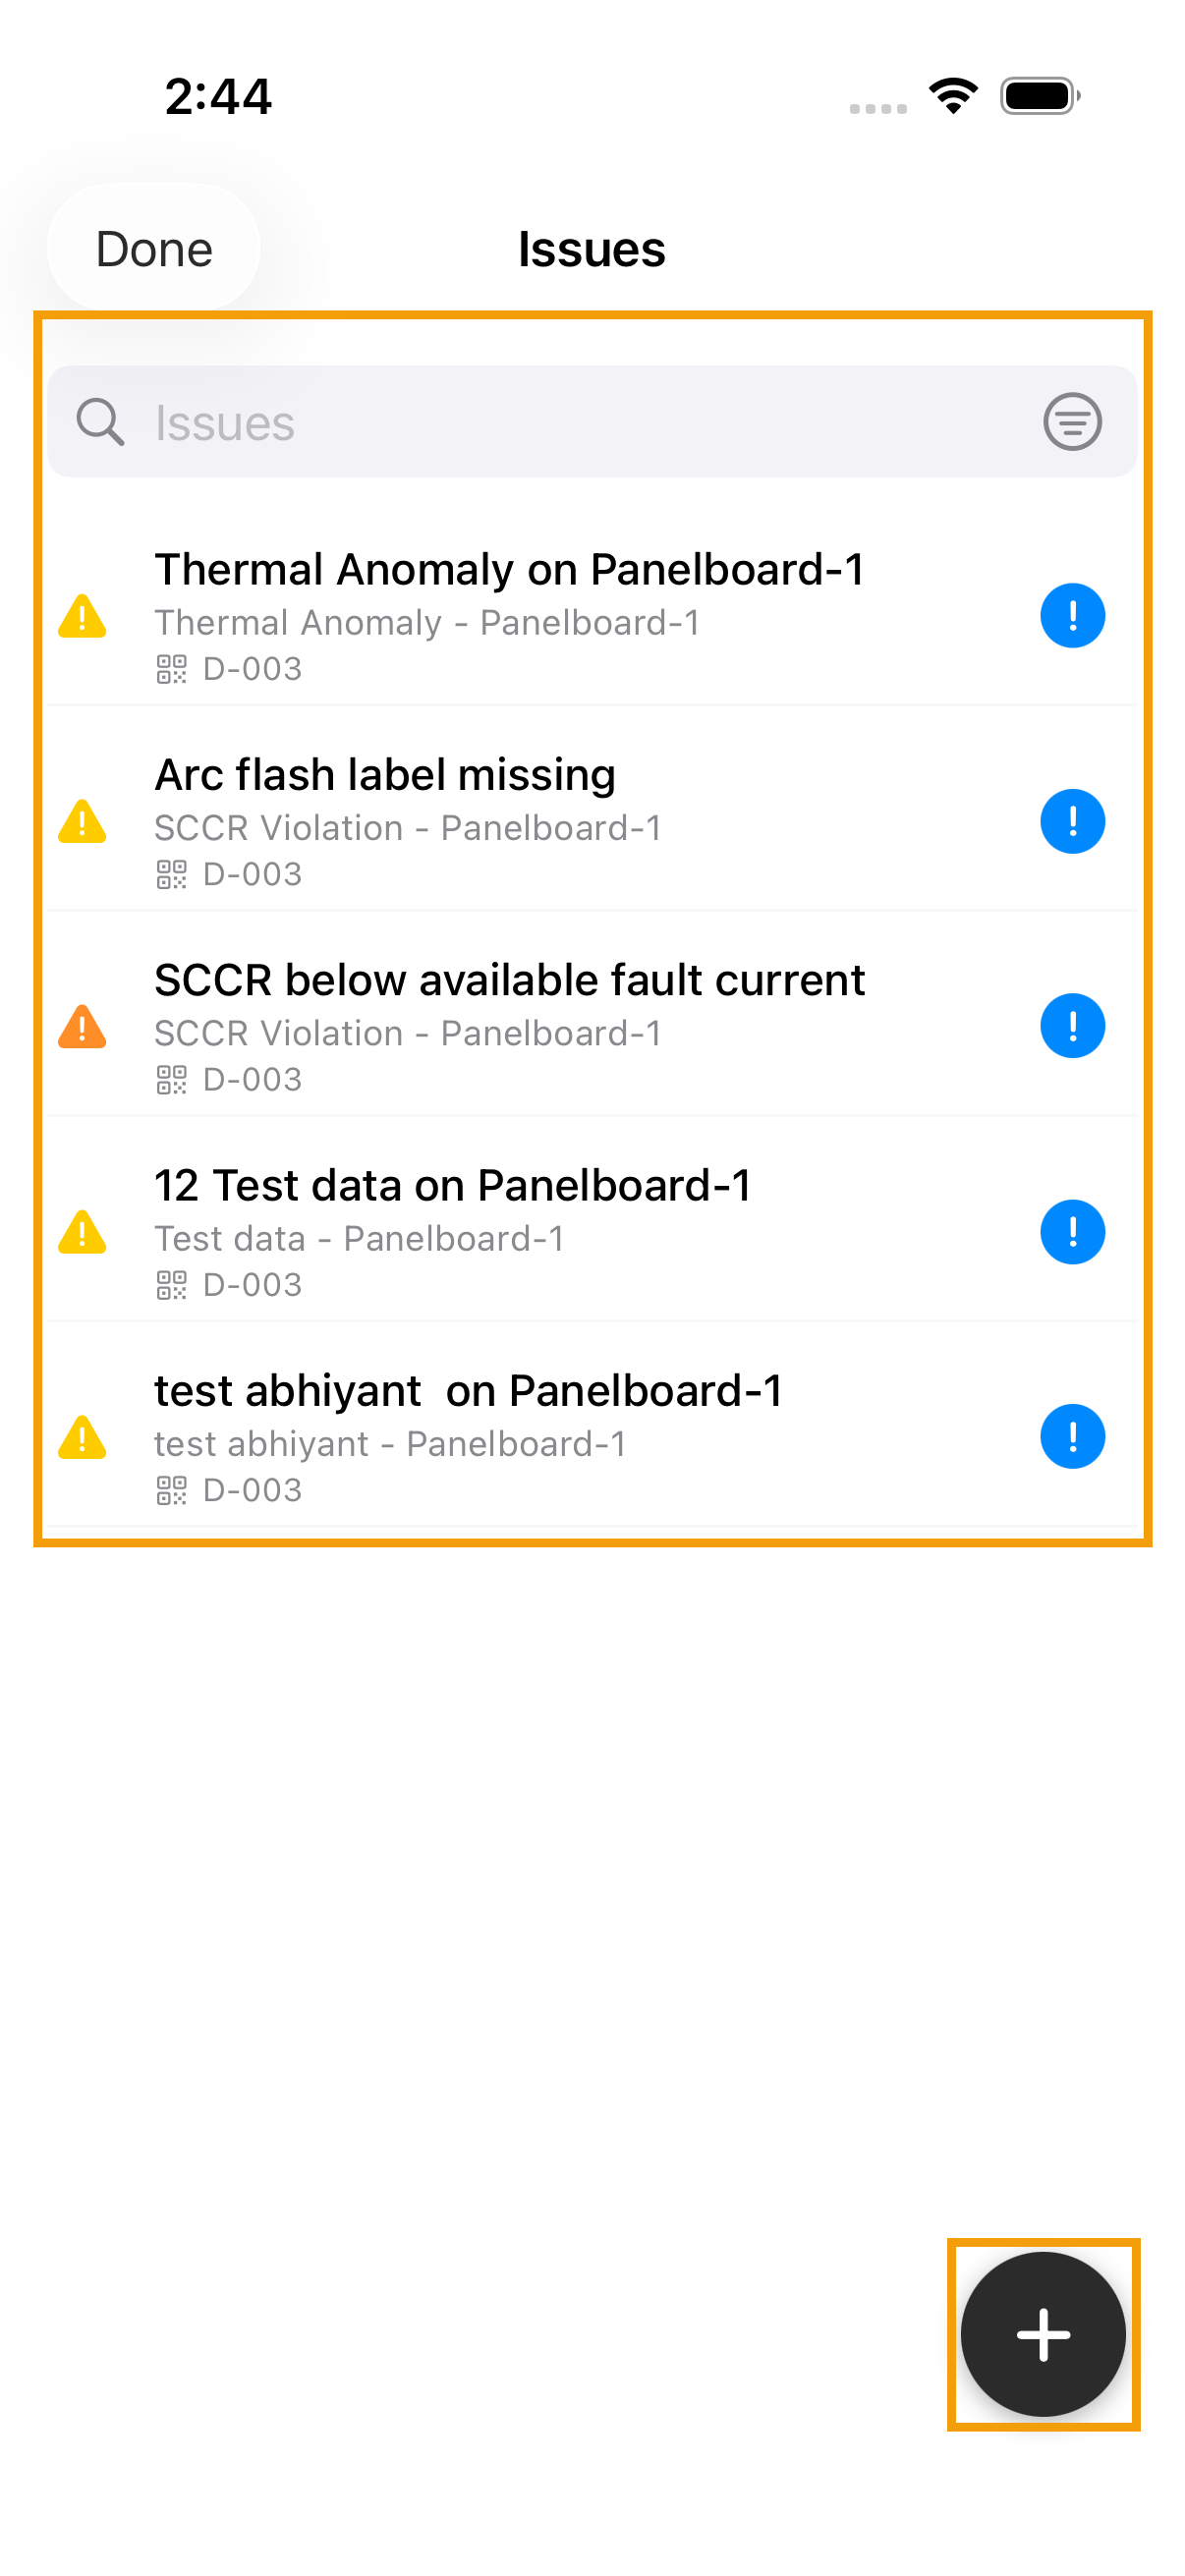 2:44
Done
Issues
Issues
Thermal Anomaly on Panelboard-1
Thermal Anomaly - Panelboard-1
D-003
Arc flash label missing
SCCR Violation - Panelboard-1
D-003
SCCR below available fault current
SCCR Violation - Panelboard-1
D-003
12 Test data on Panelboard-1
Test data - Panelboard-1
D-003
test abhiyant  on Panelboard-1
test abhiyant - Panelboard-1
D-003